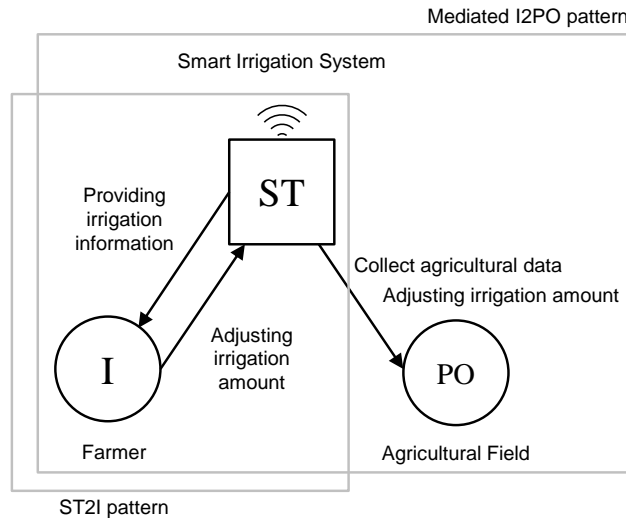 Mediated I2PO pattern
Smart Irrigation System
ST
Providing
irrigation
information
Collect agricultural data
Adjusting irrigation amount
Adjusting
irrigation
amount
I
PO
Farmer
Agricultural Field
ST2I pattern